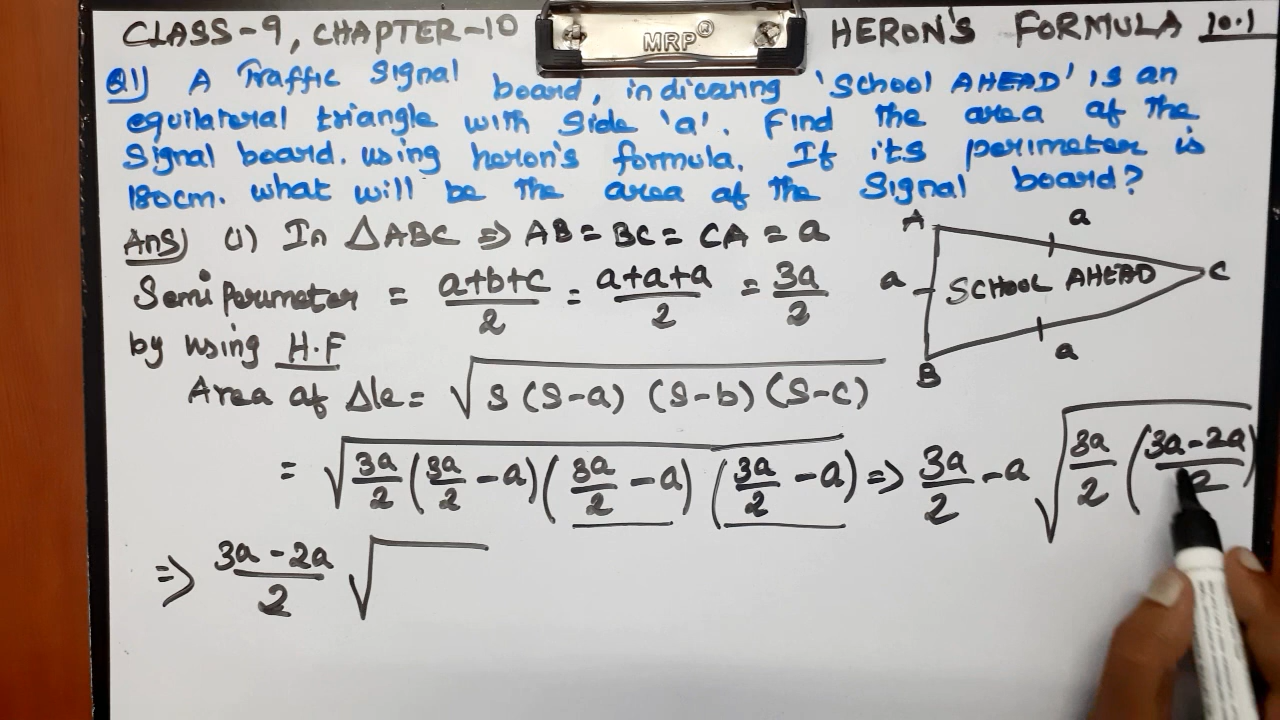 CLASS-9, CHAPTER-10 MRP® HERON'S FORMULA 10.1
Q1) A Traffic Signal board, indicating 'School AHEAD' is an
equilateral triangle with side 'a'. Find the area of the
Signal board. using heron's formula. If its perimeter is
180cm. what will be the area of the Signal board?
Ans) (1) In △ABC ⇒ AB = BC = CA = a
Semi Perimeter = (a+b+c)/2 = (a+a+a)/2 = 3a/2
by using H.F
Area of △le = √(S (S-a) (S-b) (S-c))
= √(3a/2 (3a/2 - a) (3a/2 - a) (3a/2 - a)) ⇒ 3a/2 - a √(3a/2 ((3a-2a)/2)
⇒ (3a-2a)/2 √
A a
a SCHOOL AHEAD C
a
B